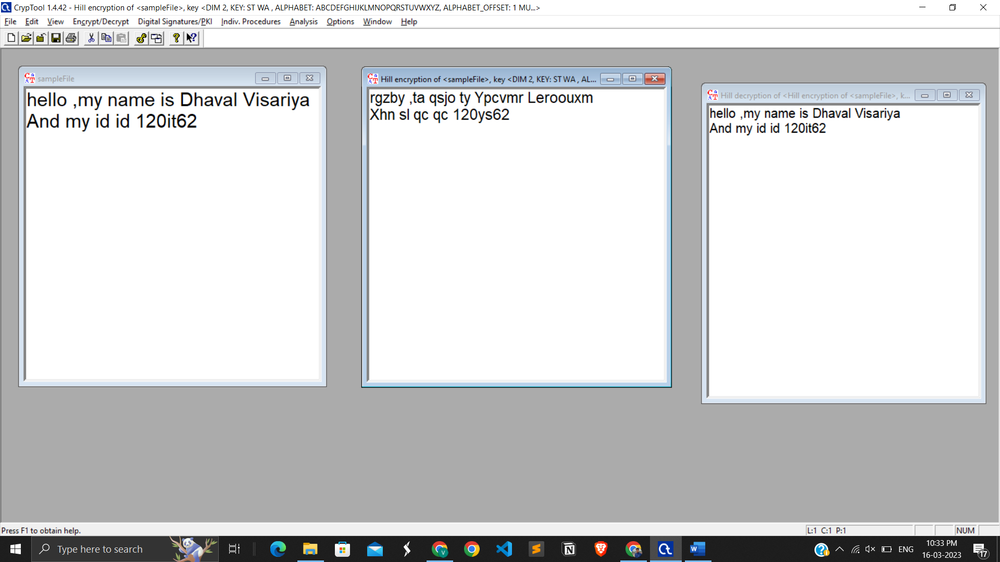 CrypTool 1.4.42 - Hill encryption of <sampleFile>, key <DIM 2, KEY: ST WA , ALPHABET: ABCDEFGHIJKLMNOPQRSTUVWXYZ, ALPHABET_OFFSET: 1 MU...>
File Edit View Encrypt/Decrypt Digital Signatures/PKI Indiv. Procedures Analysis Options Window Help
sampleFile
hello ,my name is Dhaval Visariya
And my id id 120it62
Hill encryption of <sampleFile>, key <DIM 2, KEY: ST WA , AL...
rgzby ,ta qsjo ty Ypcvmr Leroouxm
Xhn sl qc qc 120ys62
Hill decryption of <Hill encryption of <sampleFile>, k...
hello ,my name is Dhaval Visariya
And my id id 120it62
Press F1 to obtain help.
L:1 C:1 P:1
NUM
Type here to search
ENG
10:33 PM
16-03-2023
17